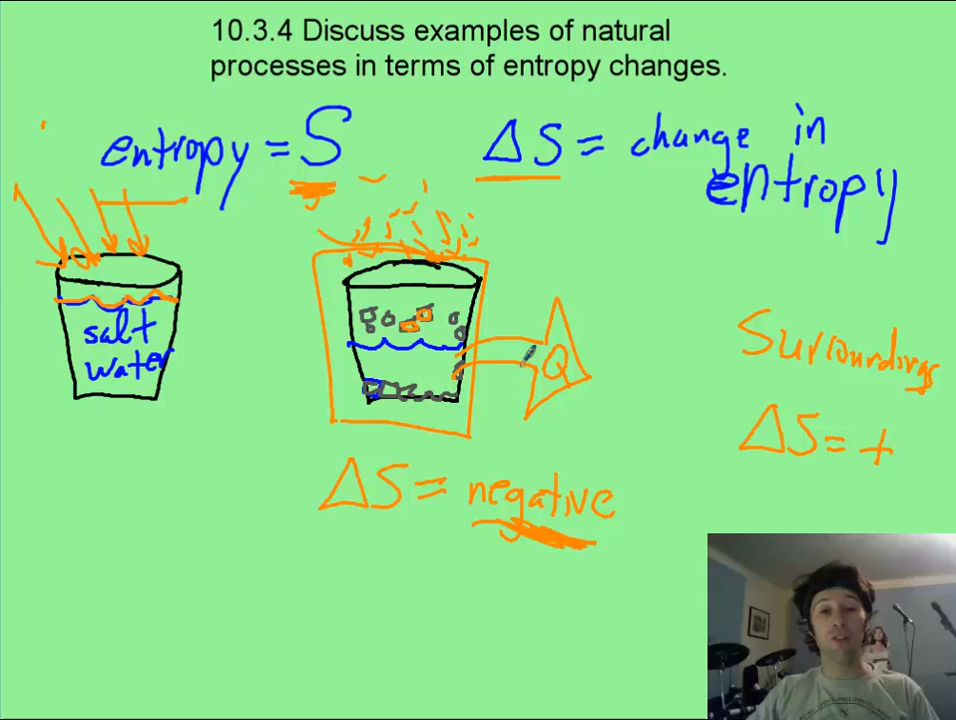 10.3.4 Discuss examples of natural
processes in terms of entropy changes.
entropy = S
ΔS = change in
entropy
salt
water
Q
Surroundings
ΔS = +
ΔS = negative